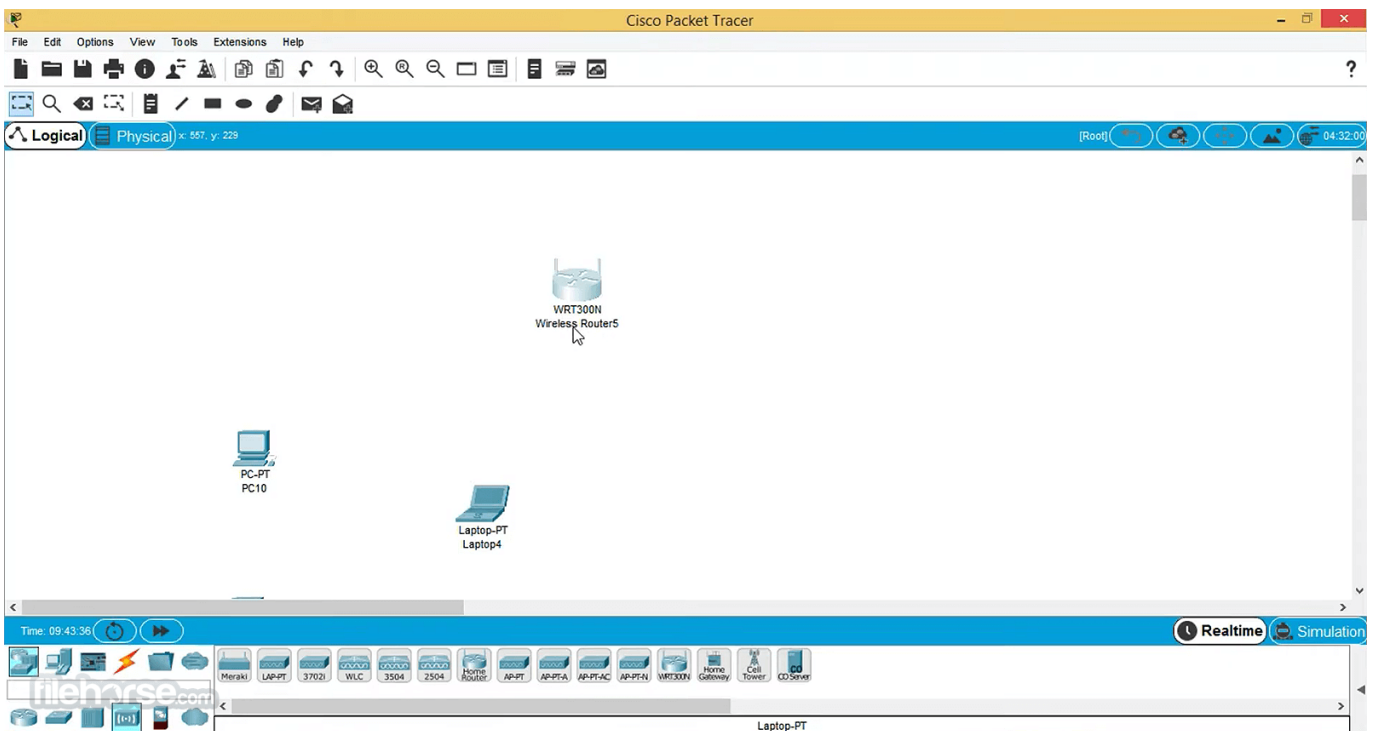 Cisco Packet Tracer
File Edit Options View Tools Extensions Help
?
Logical Physical x: 557, y: 229 [Root] 04:32:00
WRT300N
Wireless Router5
PC-PT
PC10
Laptop-PT
Laptop4
Time: 09:43:36 Realtime Simulation
Meraki LAP-PT 3702i WLC 3504 2504 Home Router AP-PT AP-PT-A AP-PT-AC AP-PT-N WRT300N Home Gateway Cell Tower CO Server
filehorse.com
Laptop-PT